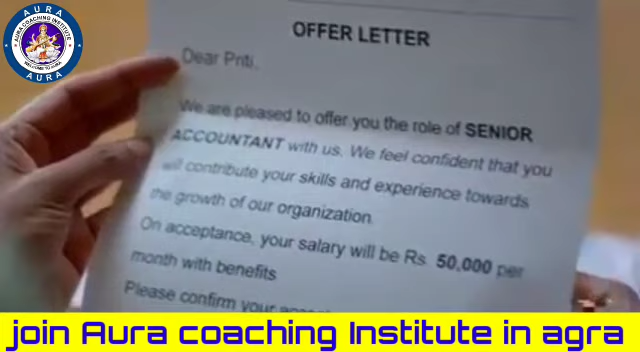 AURA
AURA COACHING INSTITUTE
WELCOME TO AURA
AURA
OFFER LETTER
Dear Priti,
We are pleased to offer you the role of SENIOR
ACCOUNTANT with us. We feel confident that you
will contribute your skills and experience towards
the growth of our organization.
On acceptance, your salary will be Rs. 50,000 per
month with benefits
Please confirm your
join Aura coaching Institute in agra